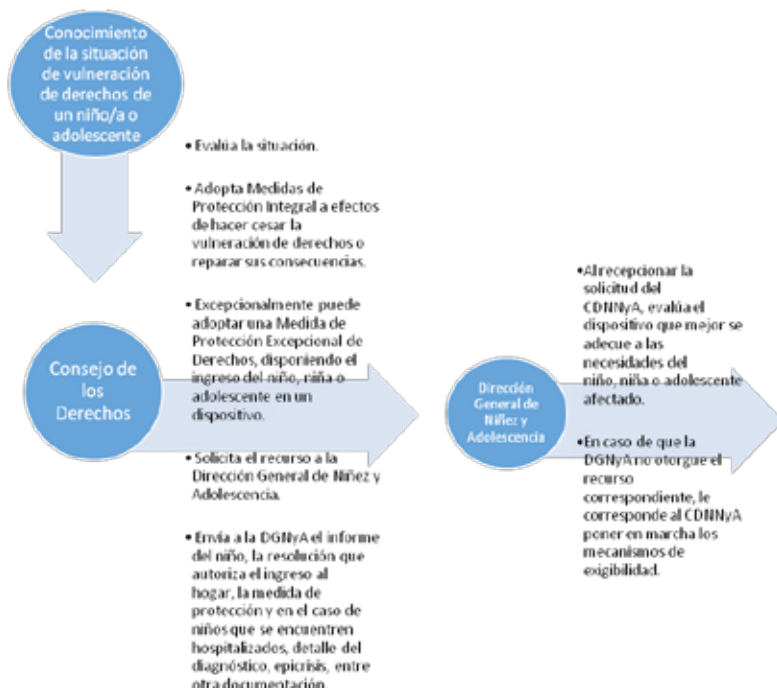 Conocimiento
de la situación
de vulneración
de derechos de
un niño/a o
adolescente
• Evalúa la situación.
• Adopta Medidas de
Protección Integral a efectos
de hacer cesar la
vulneración de derechos o
reparar sus consecuencias.
• Excepcionalmente puede
adoptar una Medida de
Protección Excepcional de
Derechos, disponiendo el
ingreso del niño, niña o
adolescente en un
dispositivo.
• Solicita el recurso a la
Dirección General de Niñez y
Adolescencia.
• Envía a la DGNyA el informe
del niño, la resolución que
autoriza el ingreso al
hogar, la medida de
protección y en el caso de
niños que se encuentren
hospitalizados, detalle del
diagnóstico, epicrisis, entre
otra documentación.
Consejo de
los
Derechos
Dirección
General de
Niñez y
Adolescencia
• Al recepcionar la
solicitud del
CDNNyA, evalúa el
dispositivo que mejor se
adecue a las
necesidades del
niño, niña o adolescente
afectado.
• En caso de que la
DGNyA no otorgue el
recurso
correspondiente, le
corresponde al CDNNyA
poner en marcha los
mecanismos de
exigibilidad.